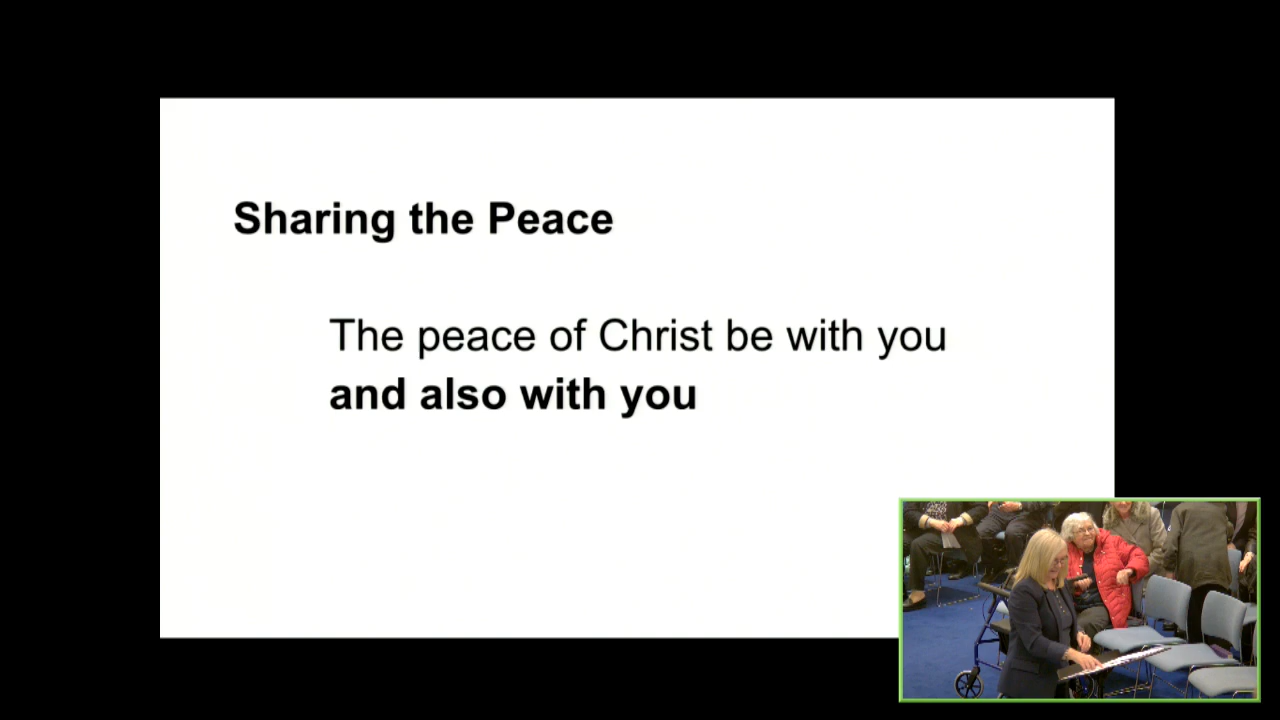 Sharing the Peace
The peace of Christ be with you
and also with you